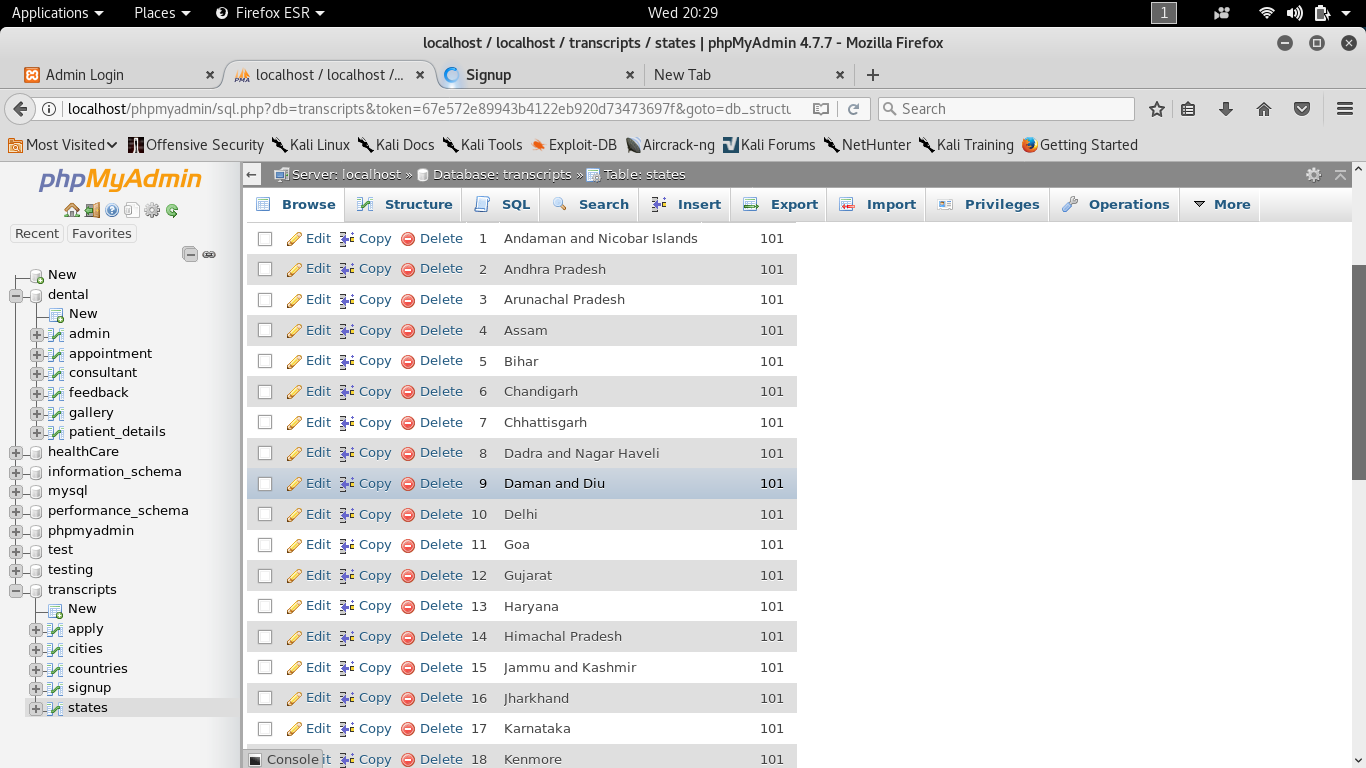 Applications Places Firefox ESR Wed 20:29 1
localhost / localhost / transcripts / states | phpMyAdmin 4.7.7 - Mozilla Firefox
Admin Login localhost / localhost /... Signup New Tab
localhost/phpmyadmin/sql.php?db=transcripts&token=67e572e89943b4122eb920d73473697f&goto=db_structu Search
Most Visited Offensive Security Kali Linux Kali Docs Kali Tools Exploit-DB Aircrack-ng Kali Forums NetHunter Kali Training Getting Started
phpMyAdmin
Recent Favorites
New
dental
New
admin
appointment
consultant
feedback
gallery
patient_details
healthCare
information_schema
mysql
performance_schema
phpmyadmin
test
testing
transcripts
New
apply
cities
countries
signup
states
Server: localhost » Database: transcripts » Table: states
Browse Structure SQL Search Insert Export Import Privileges Operations More
Edit Copy Delete 1 Andaman and Nicobar Islands 101
Edit Copy Delete 2 Andhra Pradesh 101
Edit Copy Delete 3 Arunachal Pradesh 101
Edit Copy Delete 4 Assam 101
Edit Copy Delete 5 Bihar 101
Edit Copy Delete 6 Chandigarh 101
Edit Copy Delete 7 Chhattisgarh 101
Edit Copy Delete 8 Dadra and Nagar Haveli 101
Edit Copy Delete 9 Daman and Diu 101
Edit Copy Delete 10 Delhi 101
Edit Copy Delete 11 Goa 101
Edit Copy Delete 12 Gujarat 101
Edit Copy Delete 13 Haryana 101
Edit Copy Delete 14 Himachal Pradesh 101
Edit Copy Delete 15 Jammu and Kashmir 101
Edit Copy Delete 16 Jharkhand 101
Edit Copy Delete 17 Karnataka 101
Console it Copy Delete 18 Kenmore 101